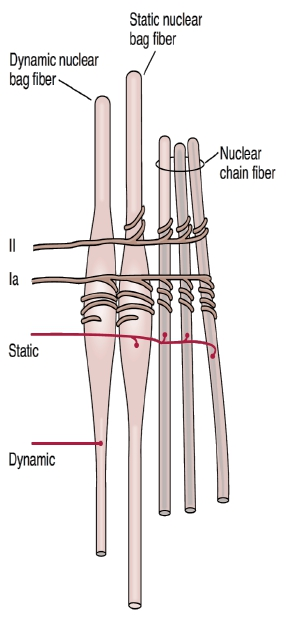 Static nuclear
bag fiber
Dynamic nuclear
bag fiber
Nuclear
chain fiber
II
Ia
Static
Dynamic